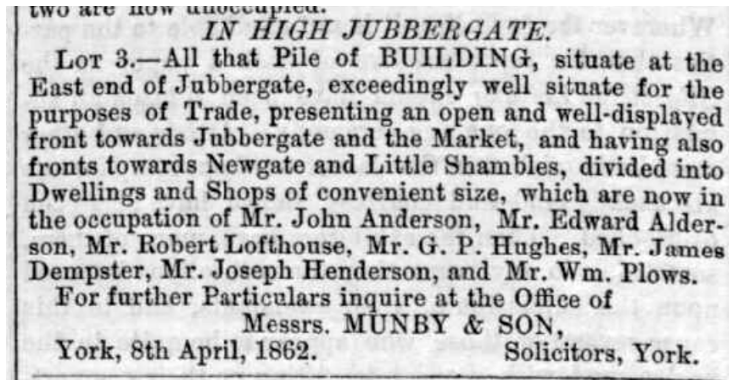 two are now unoccupied.
IN HIGH JUBBERGATE.
LOT 3.—All that Pile of BUILDING, situate at the
East end of Jubbergate, exceedingly well situate for the
purposes of Trade, presenting an open and well-displayed
front towards Jubbergate and the Market, and having also
fronts towards Newgate and Little Shambles, divided into
Dwellings and Shops of convenient size, which are now in
the occupation of Mr. John Anderson, Mr. Edward Alder-
son, Mr. Robert Lofthouse, Mr. G. P. Hughes, Mr. James
Dempster, Mr. Joseph Henderson, and Mr. Wm. Plows.
For further Particulars inquire at the Office of
Messrs. MUNBY & SON,
York, 8th April, 1862. Solicitors, York.